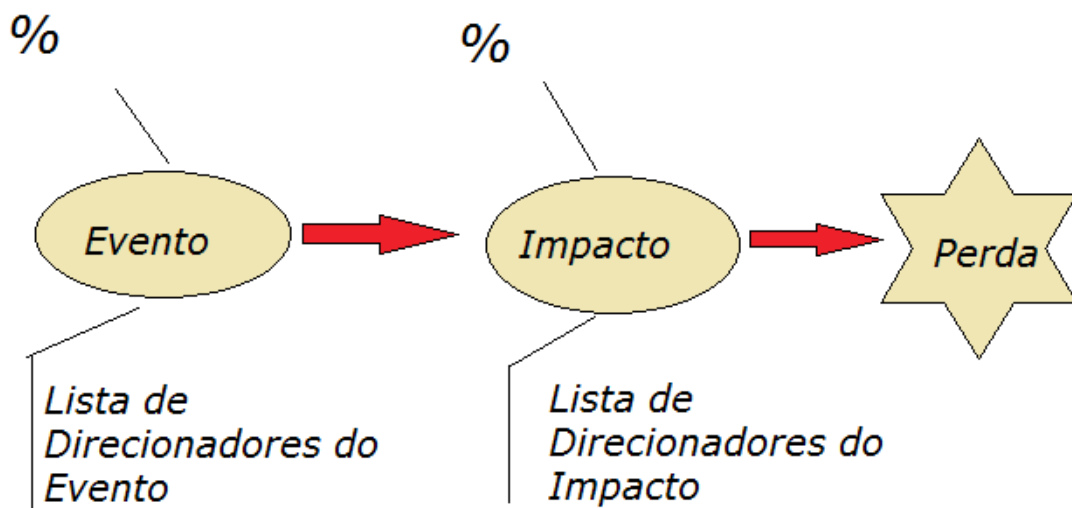 %
%
Evento
Impacto
Perda
Lista de
Direcionadores do
Evento
Lista de
Direcionadores do
Impacto